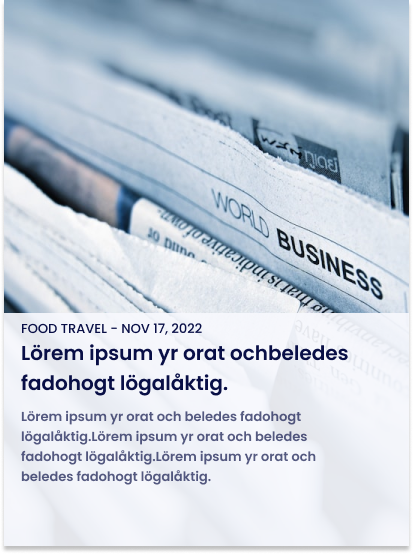 WORLD BUSINESS
FOOD TRAVEL - NOV 17, 2022
Lörem ipsum yr orat ochbeledes
fadohogt lögalåktig.
Lörem ipsum yr orat och beledes fadohogt
lögalåktig.Lörem ipsum yr orat och beledes
fadohogt lögalåktig.Lörem ipsum yr orat och
beledes fadohogt lögalåktig.